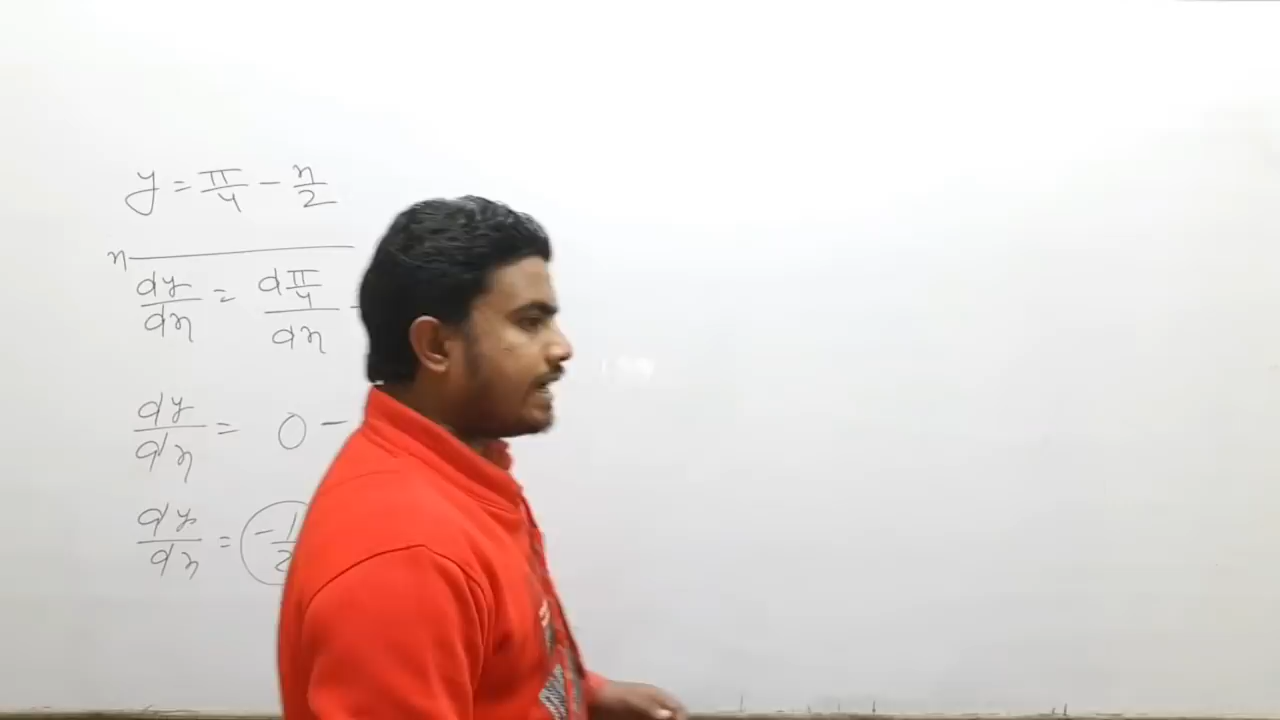 y = π/4 - x/2
x
dy/dx = dπ/4/dx -
dy/dx = 0 -
dy/dx = -1/2